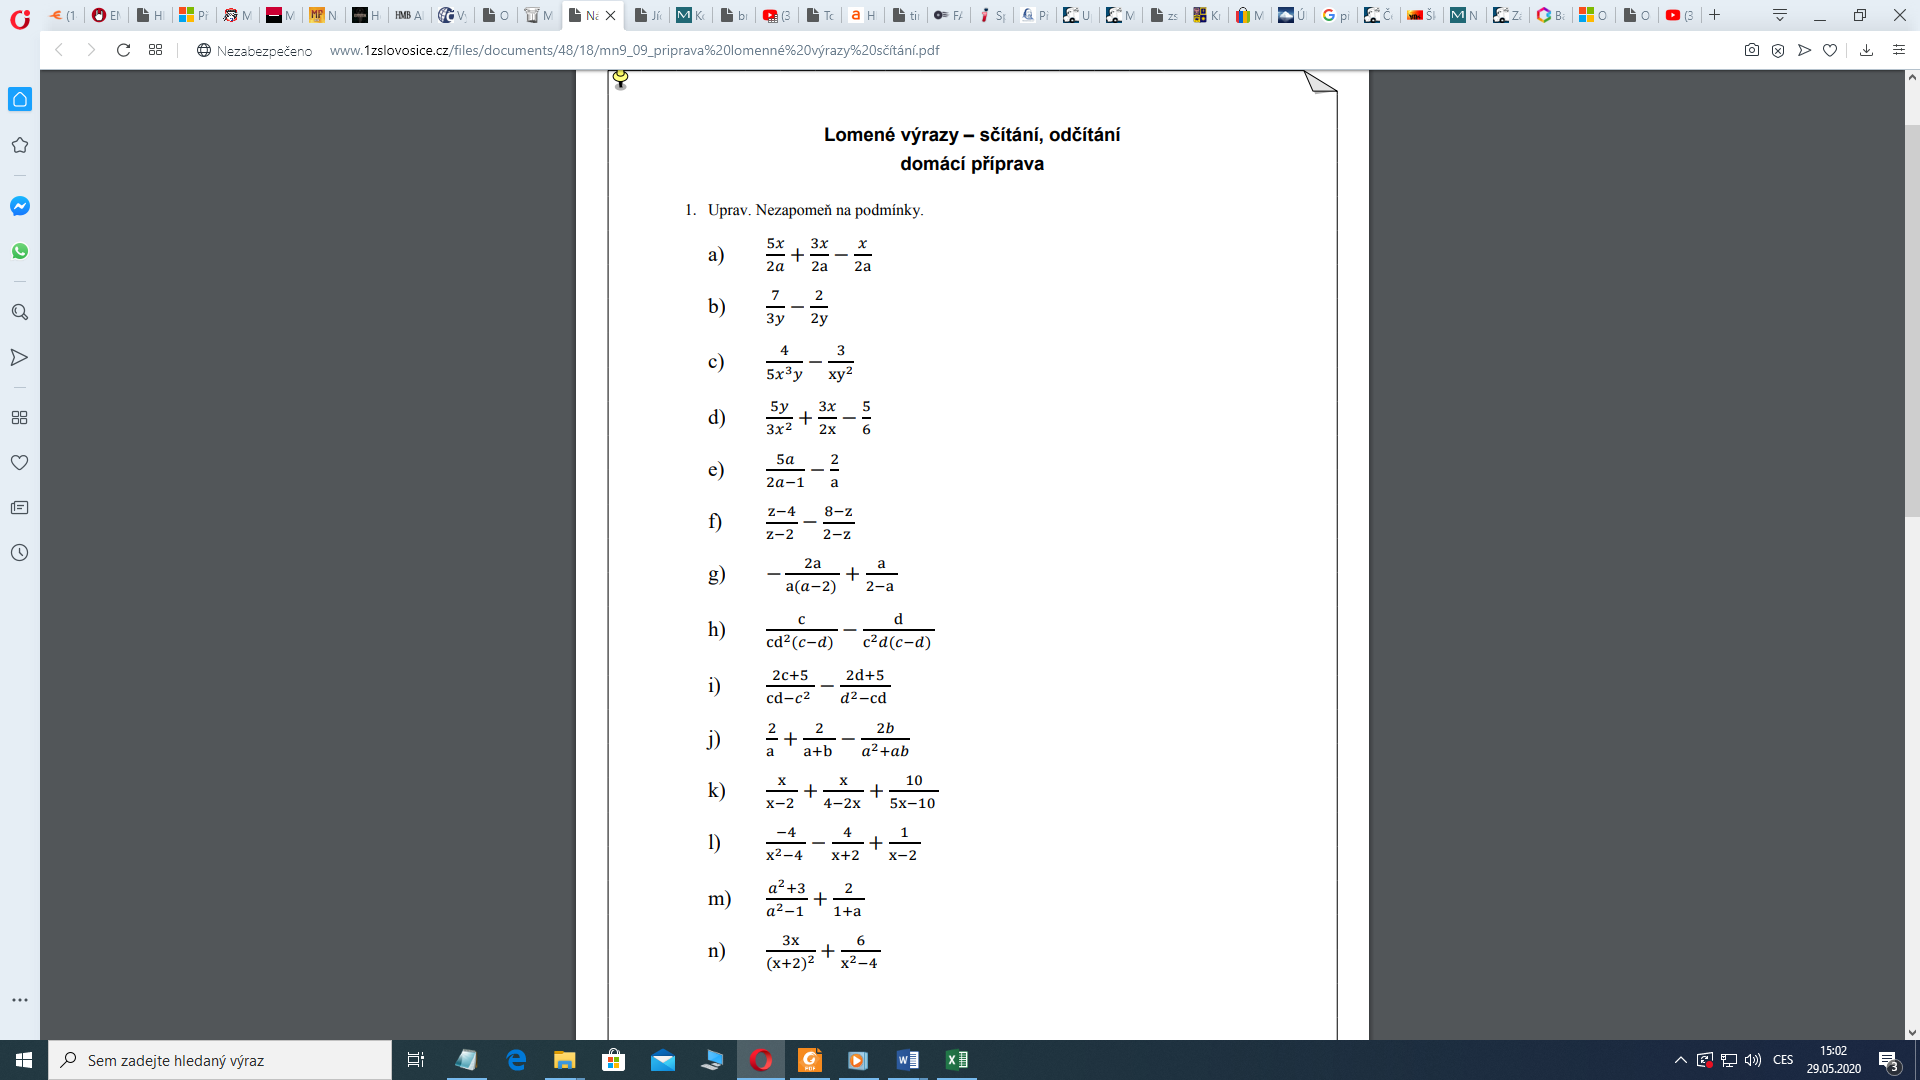 Nezabezpečeno www.1zslovosice.cz/files/documents/48/18/mn9_09_priprava%20lomenné%20výrazy%20sčítání.pdf
Lomené výrazy – sčítání, odčítání
domácí příprava
1. Uprav. Nezapomeň na podmínky.
a) 5x/2a + 3x/2a − x/2a
b) 7/3y − 2/2y
c) 4/5x³y − 3/xy²
d) 5y/3x² + 3x/2x − 5/6
e) 5a/2a−1 − 2/a
f) z−4/z−2 − 8−z/2−z
g) − 2a/a(a−2) + a/2−a
h) c/cd²(c−d) − d/c²d(c−d)
i) 2c+5/cd−c² − 2d+5/d²−cd
j) 2/a + 2/a+b − 2b/a²+ab
k) x/x−2 + x/4−2x + 10/5x−10
l) −4/x²−4 − 4/x+2 + 1/x−2
m) a²+3/a²−1 + 2/1+a
n) 3x/(x+2)² + 6/x²−4
Sem zadejte hledaný výraz
CES
15:02
29.05.2020
3